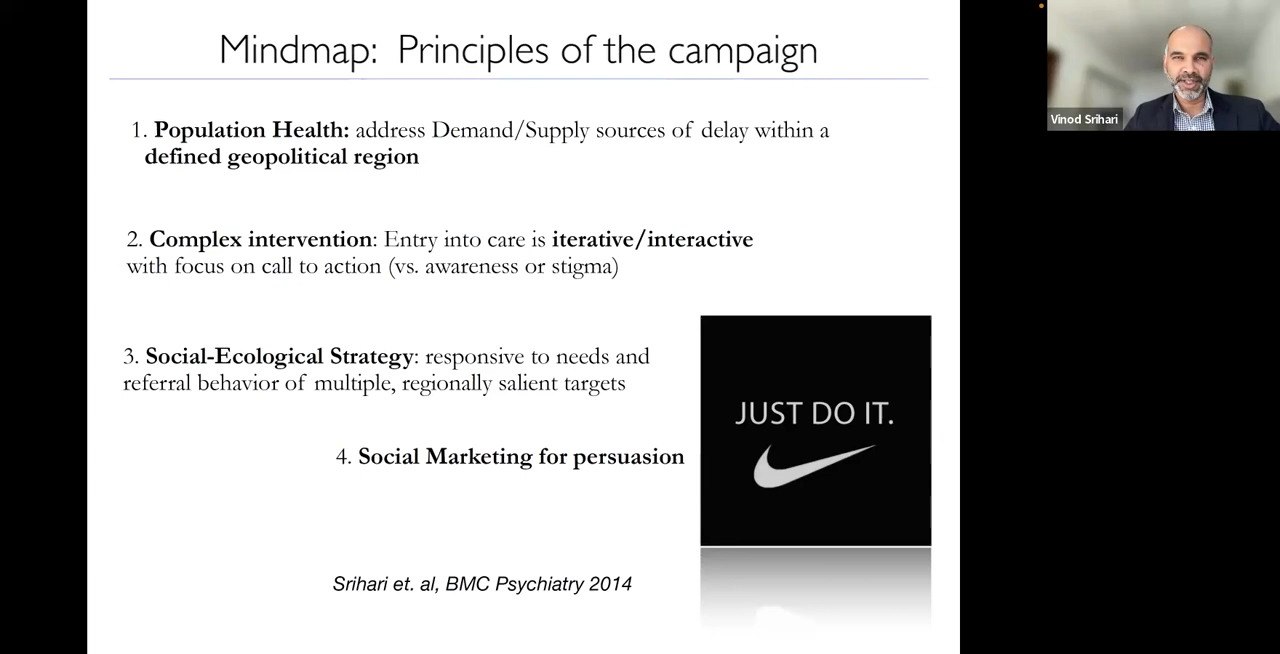 Mindmap: Principles of the campaign
1. Population Health: address Demand/Supply sources of delay within a
defined geopolitical region
2. Complex intervention: Entry into care is iterative/interactive
with focus on call to action (vs. awareness or stigma)
3. Social-Ecological Strategy: responsive to needs and
referral behavior of multiple, regionally salient targets
4. Social Marketing for persuasion
JUST DO IT.
Srihari et. al, BMC Psychiatry 2014
Vinod Srihari